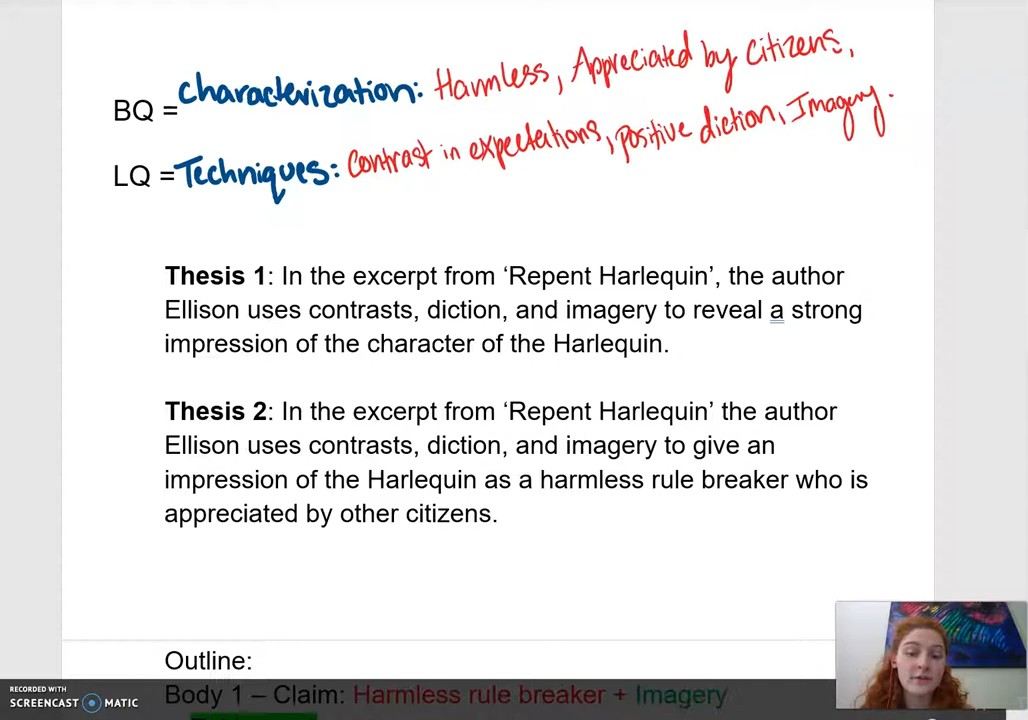 BQ = characterization: Harmless, Appreciated by citizens,
LQ = Techniques: Contrast in expectations, positive diction, Imagery.
Thesis 1: In the excerpt from ‘Repent Harlequin’, the author
Ellison uses contrasts, diction, and imagery to reveal a strong
impression of the character of the Harlequin.
Thesis 2: In the excerpt from ‘Repent Harlequin’ the author
Ellison uses contrasts, diction, and imagery to give an
impression of the Harlequin as a harmless rule breaker who is
appreciated by other citizens.
Outline:
Body 1 – Claim: Harmless rule breaker + Imagery
RECORDED WITH
SCREENCAST MATIC